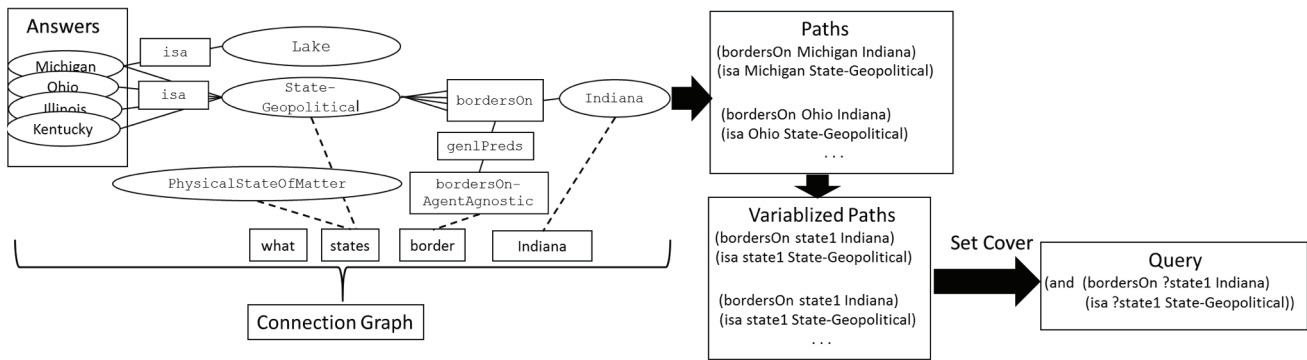 Answers
Michigan
Ohio
Illinois
Kentucky
isa
isa
Lake
State-
Geopolitical
bordersOn
Indiana
genlPreds
PhysicalStateOfMatter
bordersOn-
AgentAgnostic
what
states
border
Indiana
Connection Graph
Paths
(bordersOn Michigan Indiana)
(isa Michigan State-Geopolitical)
(bordersOn Ohio Indiana)
(isa Ohio State-Geopolitical)
. . .
Variablized Paths
(bordersOn state1 Indiana)
(isa state1 State-Geopolitical)
(bordersOn state1 Indiana)
(isa state1 State-Geopolitical)
. . .
Set Cover
Query
(and (bordersOn ?state1 Indiana)
(isa ?state1 State-Geopolitical))